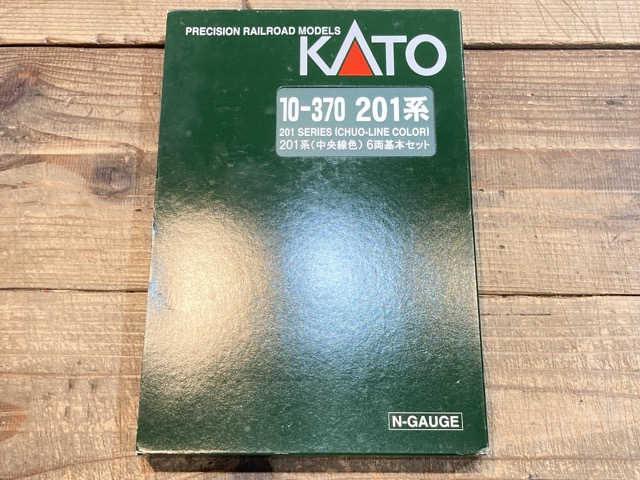 PRECISION RAILROAD MODELS
KATO
10-370 201系
201 SERIES (CHUO-LINE COLOR)
201系(中央線色) 6両基本セット
N-GAUGE